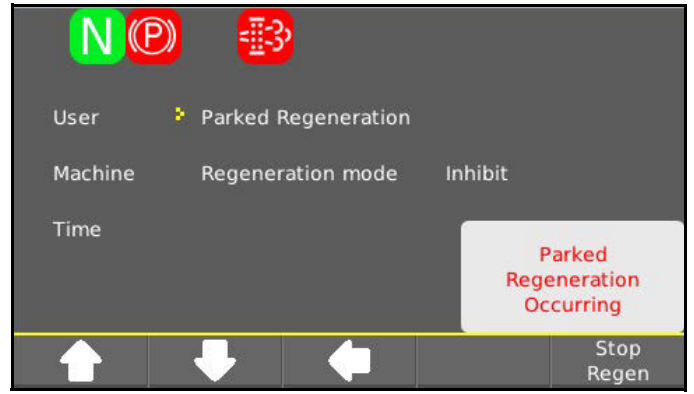 N (P)
User Parked Regeneration
Machine Regeneration mode Inhibit
Time
Parked
Regeneration
Occurring
Stop
Regen